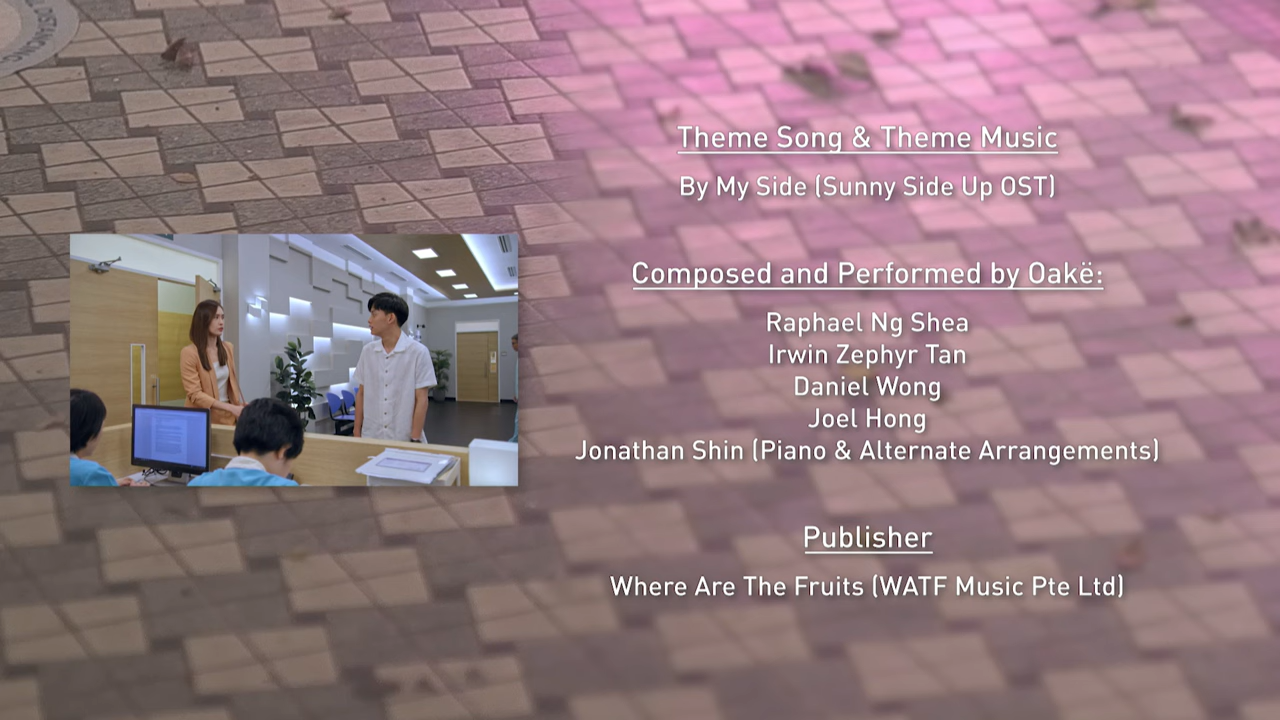 Theme Song & Theme Music
By My Side (Sunny Side Up OST)
Composed and Performed by Oakë:
Raphael Ng Shea
Irwin Zephyr Tan
Daniel Wong
Joel Hong
Jonathan Shin (Piano & Alternate Arrangements)
Publisher
Where Are The Fruits (WATF Music Pte Ltd)